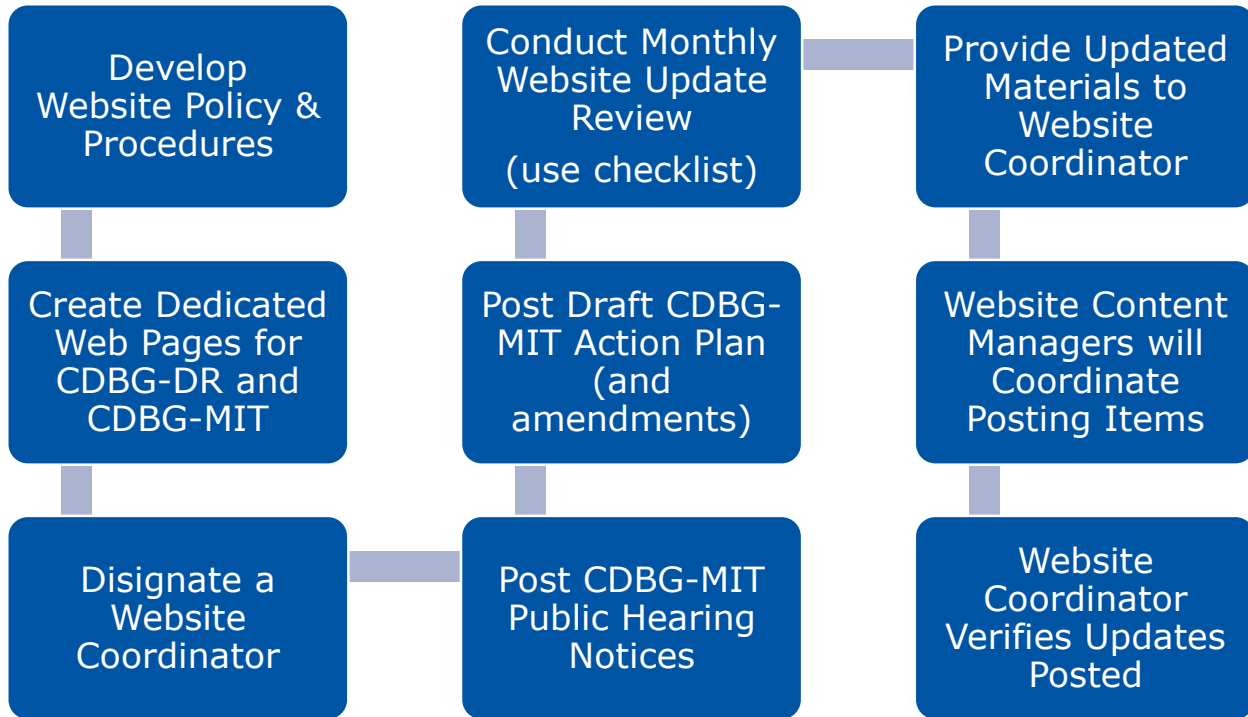 Develop
Website Policy &
Procedures
Create Dedicated
Web Pages for
CDBG-DR and
CDBG-MIT
Disignate a
Website
Coordinator
Post CDBG-MIT
Public Hearing
Notices
Post Draft CDBG-
MIT Action Plan
(and
amendments)
Conduct Monthly
Website Update
Review
(use checklist)
Provide Updated
Materials to
Website
Coordinator
Website Content
Managers will
Coordinate
Posting Items
Website
Coordinator
Verifies Updates
Posted